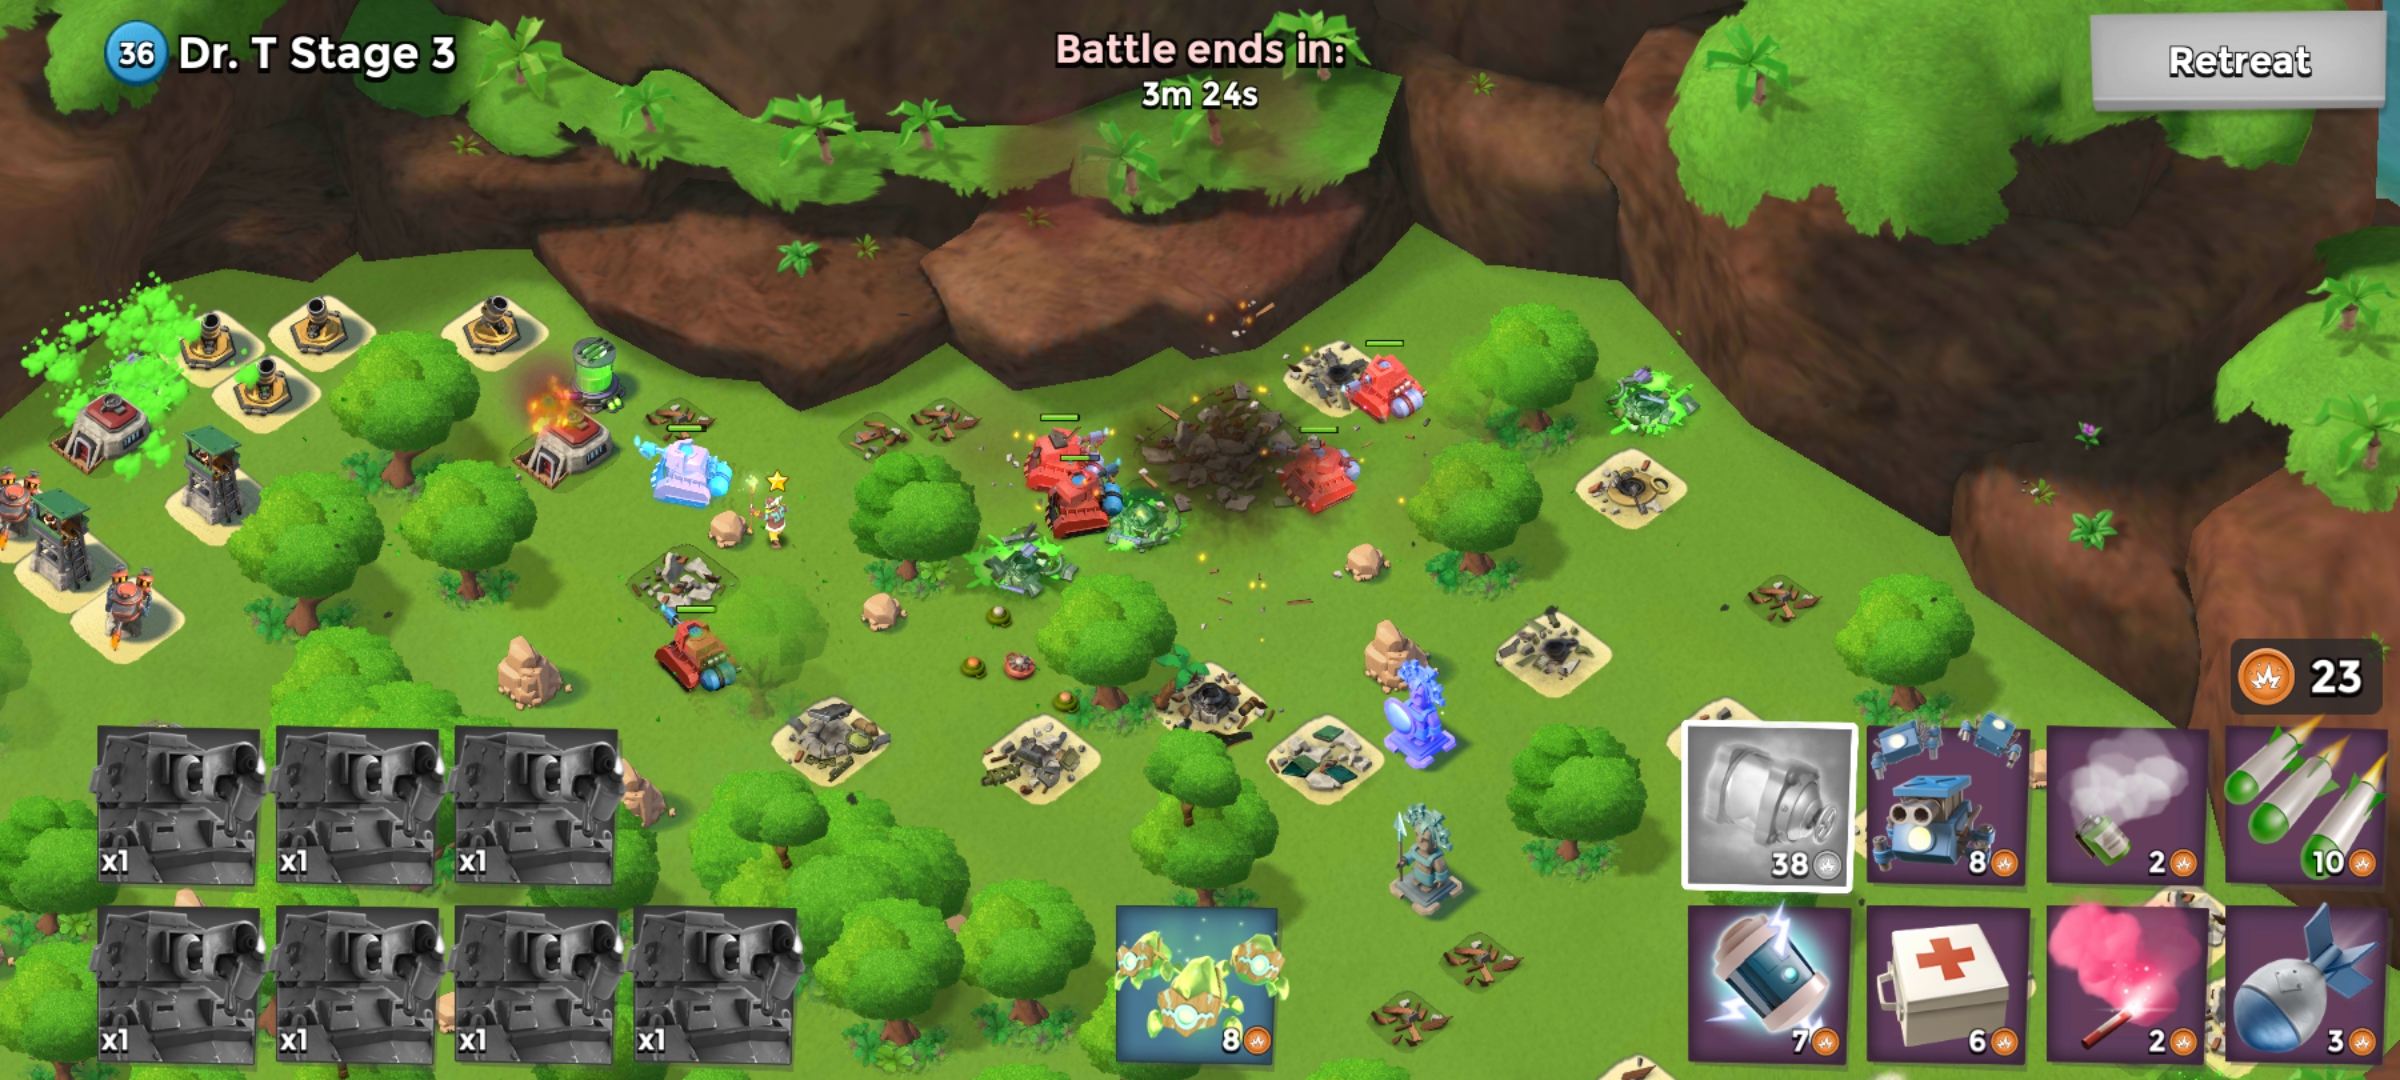 36 Dr. T Stage 3
Battle ends in:
3m 24s
Retreat
23
x1 x1 x1
38 8 2 10
x1 x1 x1 x1
8
7 6 2 3